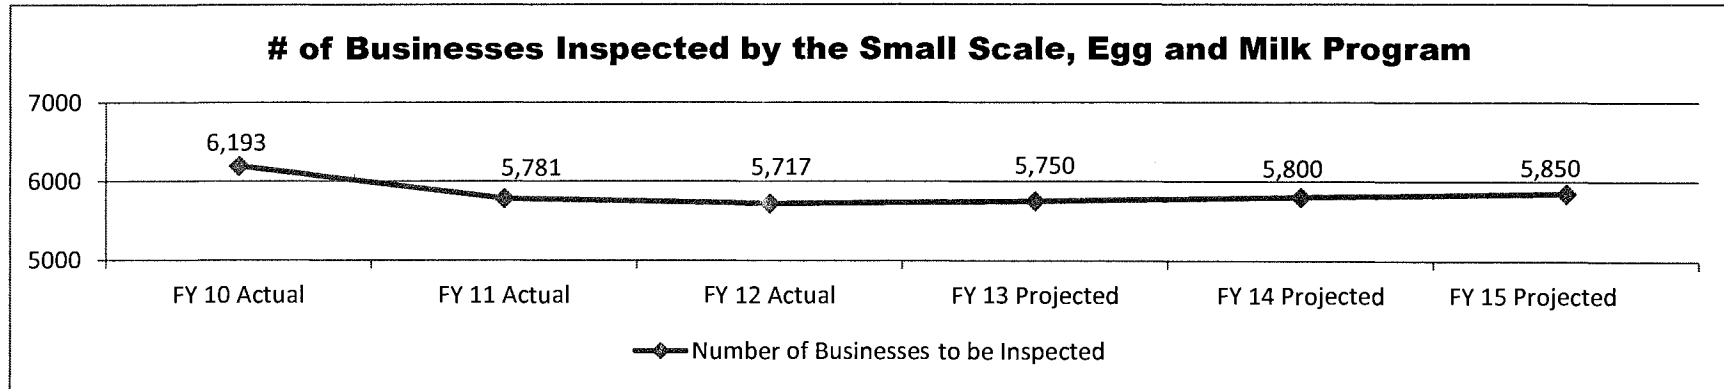 # of Businesses Inspected by the Small Scale, Egg and Milk Program
7000
6,193
5,781
5,717
5,750
5,800
5,850
6000
5000
FY 10 Actual
FY 11 Actual
FY 12 Actual
FY 13 Projected
FY 14 Projected
FY 15 Projected
Number of Businesses to be Inspected